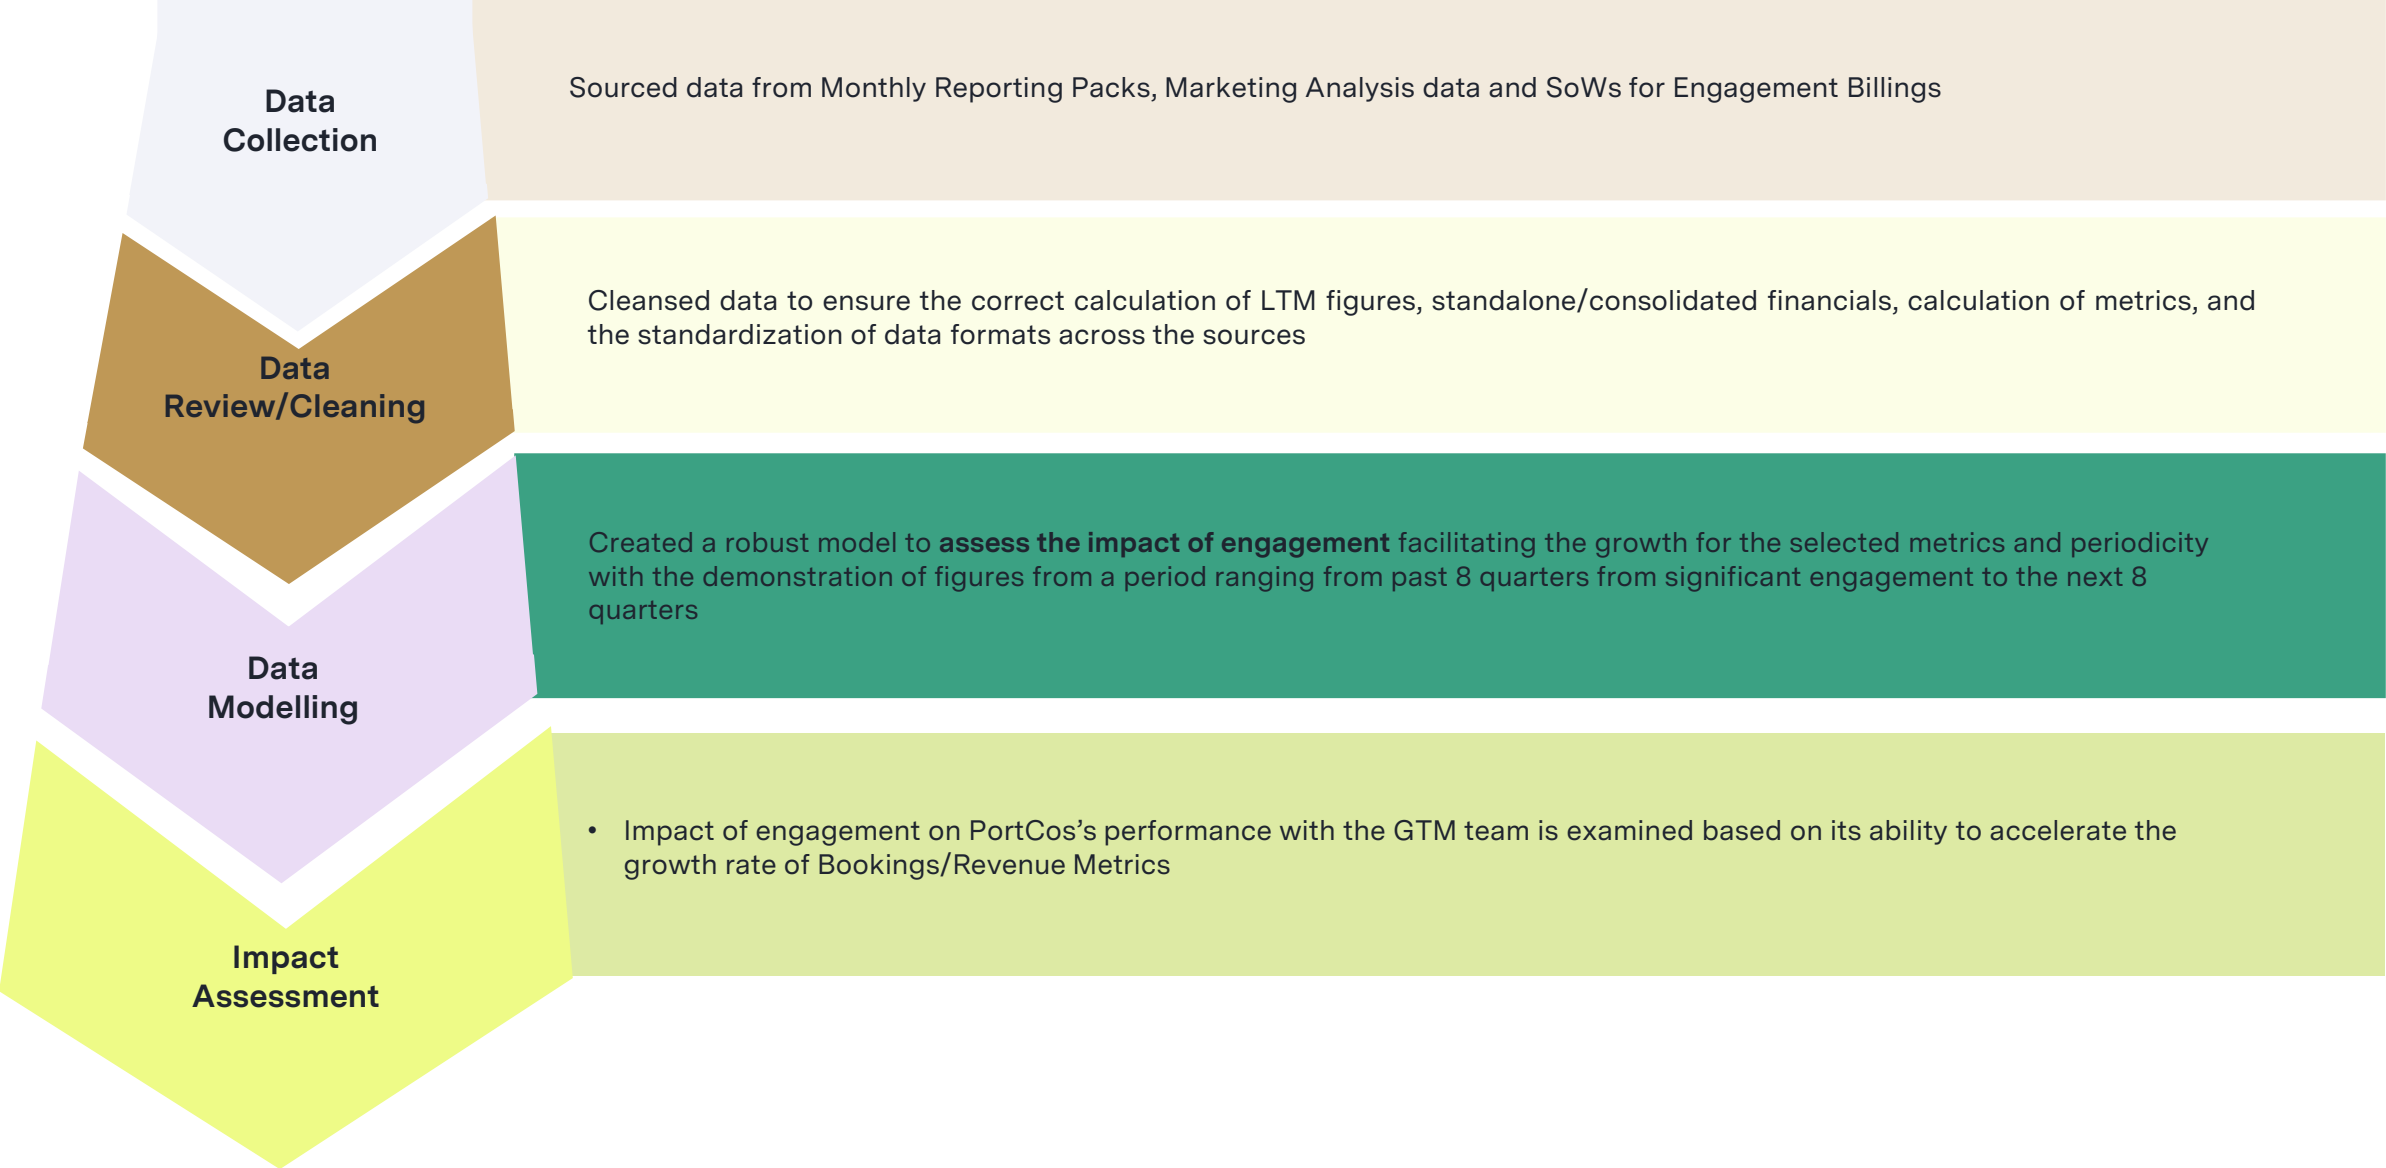 Data
Collection
Sourced data from Monthly Reporting Packs, Marketing Analysis data and SoWs for Engagement Billings
Data
Review/Cleaning
Cleansed data to ensure the correct calculation of LTM figures, standalone/consolidated financials, calculation of metrics, and
the standardization of data formats across the sources
Data
Modelling
Created a robust model to assess the impact of engagement facilitating the growth for the selected metrics and periodicity
with the demonstration of figures from a period ranging from past 8 quarters from significant engagement to the next 8
quarters
Impact
Assessment
• Impact of engagement on PortCos’s performance with the GTM team is examined based on its ability to accelerate the
growth rate of Bookings/Revenue Metrics